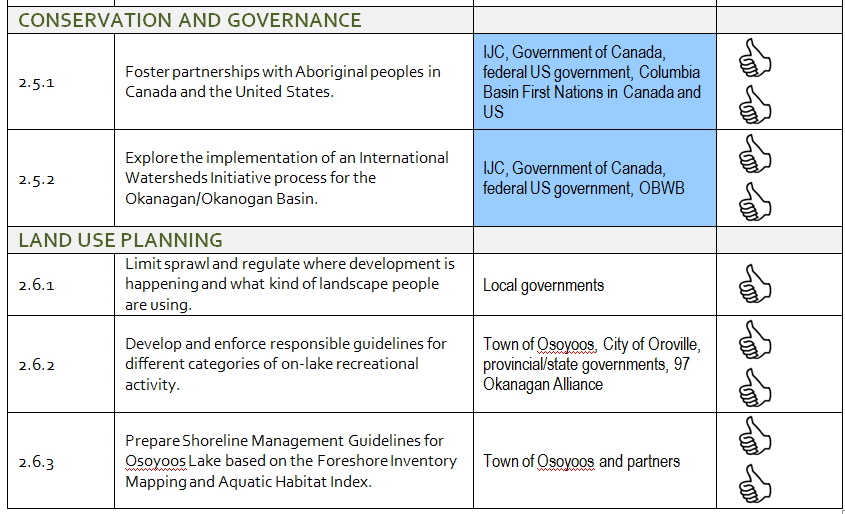 CONSERVATION AND GOVERNANCE
2.5.1
Foster partnerships with Aboriginal peoples in
Canada and the United States.
IJC, Government of Canada,
federal US government, Columbia
Basin First Nations in Canada and
US
2.5.2
Explore the implementation of an International
Watersheds Initiative process for the
Okanagan/Okanogan Basin.
IJC, Government of Canada,
federal US government, OBWB
LAND USE PLANNING
2.6.1
Limit sprawl and regulate where development is
happening and what kind of landscape people
are using.
Local governments
2.6.2
Develop and enforce responsible guidelines for
different categories of on-lake recreational
activity.
Town of Osoyoos, City of Oroville,
provincial/state governments, 97
Okanagan Alliance
2.6.3
Prepare Shoreline Management Guidelines for
Osoyoos Lake based on the Foreshore Inventory
Mapping and Aquatic Habitat Index.
Town of Osoyoos and partners